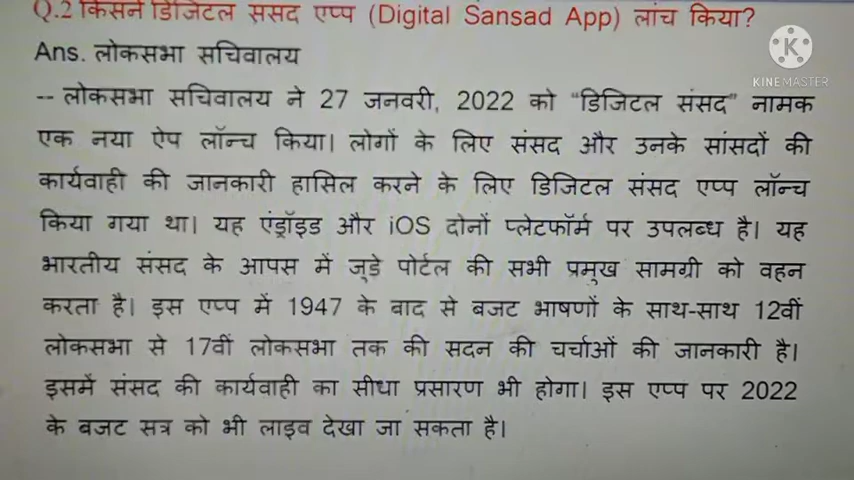 Q.2 किसने डिजिटल संसद एप्प (Digital Sansad App) लांच किया?
Ans. लोकसभा सचिवालय
KINEMASTER
-- लोकसभा सचिवालय ने 27 जनवरी, 2022 को “डिजिटल संसद” नामक
एक नया ऐप लॉन्च किया। लोगों के लिए संसद और उनके सांसदों की
कार्यवाही की जानकारी हासिल करने के लिए डिजिटल संसद एप्प लॉन्च
किया गया था। यह एंड्रॉइड और iOS दोनों प्लेटफॉर्म पर उपलब्ध है। यह
भारतीय संसद के आपस में जुड़े पोर्टल की सभी प्रमुख सामग्री को वहन
करता है। इस एप्प में 1947 के बाद से बजट भाषणों के साथ-साथ 12वीं
लोकसभा से 17वीं लोकसभा तक की सदन की चर्चाओं की जानकारी है।
इसमें संसद की कार्यवाही का सीधा प्रसारण भी होगा। इस एप्प पर 2022
के बजट सत्र को भी लाइव देखा जा सकता है।